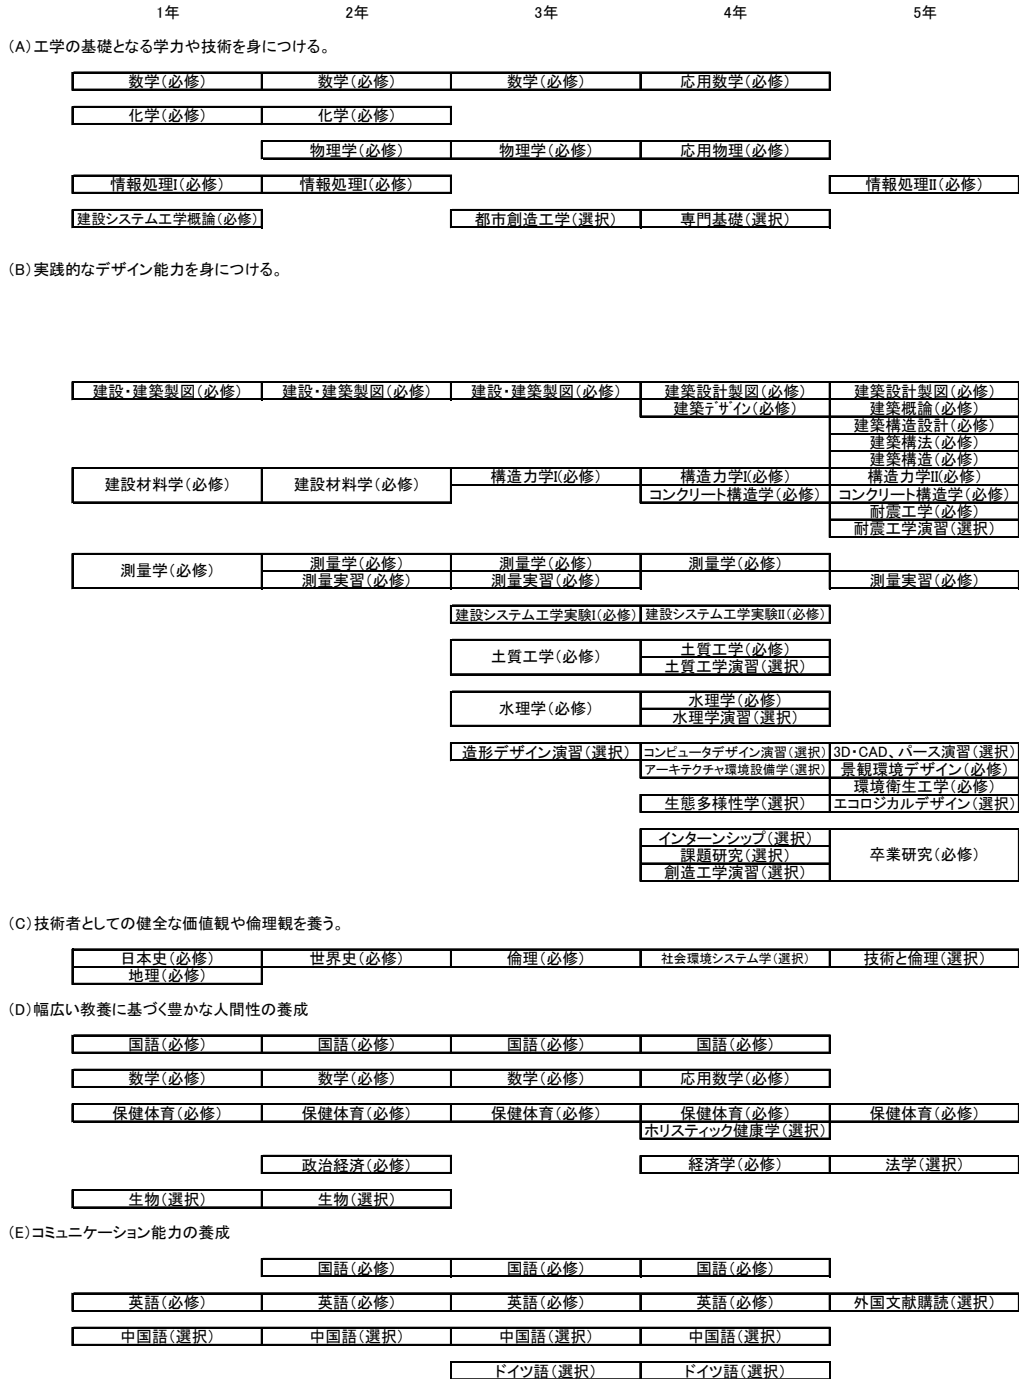 1年 2年 3年 4年 5年
(A)工学の基礎となる学力や技術を身につける。
数学(必修) 数学(必修) 数学(必修) 応用数学(必修)
化学(必修) 化学(必修)
物理学(必修) 物理学(必修) 応用物理(必修)
情報処理I(必修) 情報処理I(必修) 情報処理II(必修)
建設システム工学概論(必修) 都市創造工学(選択) 専門基礎(選択)
(B)実践的なデザイン能力を身につける。
建設・建築製図(必修) 建設・建築製図(必修) 建設・建築製図(必修) 建築設計製図(必修) 建築設計製図(必修)
建築デザイン(必修) 建築概論(必修)
建築構造設計(必修)
建築構法(必修)
建築構造(必修)
建設材料学(必修) 建設材料学(必修) 構造力学I(必修) 構造力学I(必修) 構造力学II(必修)
コンクリート構造学(必修) コンクリート構造学(必修)
耐震工学(必修)
耐震工学演習(選択)
測量学(必修) 測量学(必修) 測量学(必修) 測量学(必修)
測量実習(必修) 測量実習(必修) 測量実習(必修)
建設システム工学実験I(必修) 建設システム工学実験II(必修)
土質工学(必修) 土質工学(必修)
土質工学演習(選択)
水理学(必修) 水理学(必修)
水理学演習(選択)
造形デザイン演習(選択) コンピュータデザイン演習(選択) 3D・CAD、パース演習(選択)
アーキテクチャ環境設備学(選択) 景観環境デザイン(必修)
環境衛生工学(必修)
生態多様性学(選択) エコロジカルデザイン(選択)
インターンシップ(選択)
課題研究(選択) 卒業研究(必修)
創造工学演習(選択)
(C)技術者としての健全な価値観や倫理観を養う。
日本史(必修) 世界史(必修) 倫理(必修) 社会環境システム学(選択) 技術と倫理(選択)
地理(必修)
(D)幅広い教養に基づく豊かな人間性の養成
国語(必修) 国語(必修) 国語(必修) 国語(必修)
数学(必修) 数学(必修) 数学(必修) 応用数学(必修)
保健体育(必修) 保健体育(必修) 保健体育(必修) 保健体育(必修) 保健体育(必修)
ホリスティック健康学(選択)
政治経済(必修) 経済学(必修) 法学(選択)
生物(選択) 生物(選択)
(E)コミュニケーション能力の養成
国語(必修) 国語(必修) 国語(必修)
英語(必修) 英語(必修) 英語(必修) 英語(必修) 外国文献購読(選択)
中国語(選択) 中国語(選択) 中国語(選択) 中国語(選択)
ドイツ語(選択) ドイツ語(選択)